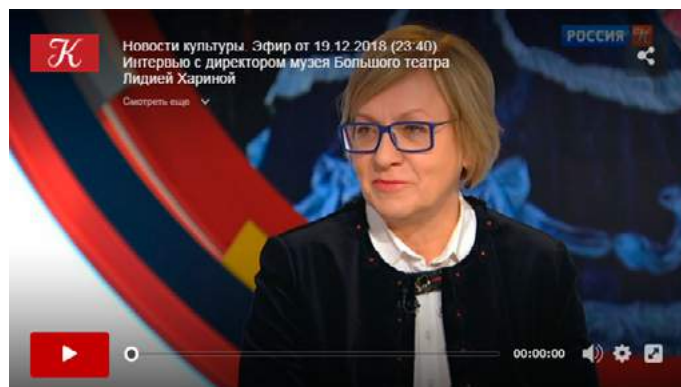 Новости культуры. Эфир от 19.12.2018 (23:40)
Интервью с директором музея Большого театра
Лидией Хариной
РОССИЯ К
К
Смотреть еще
00:00:00